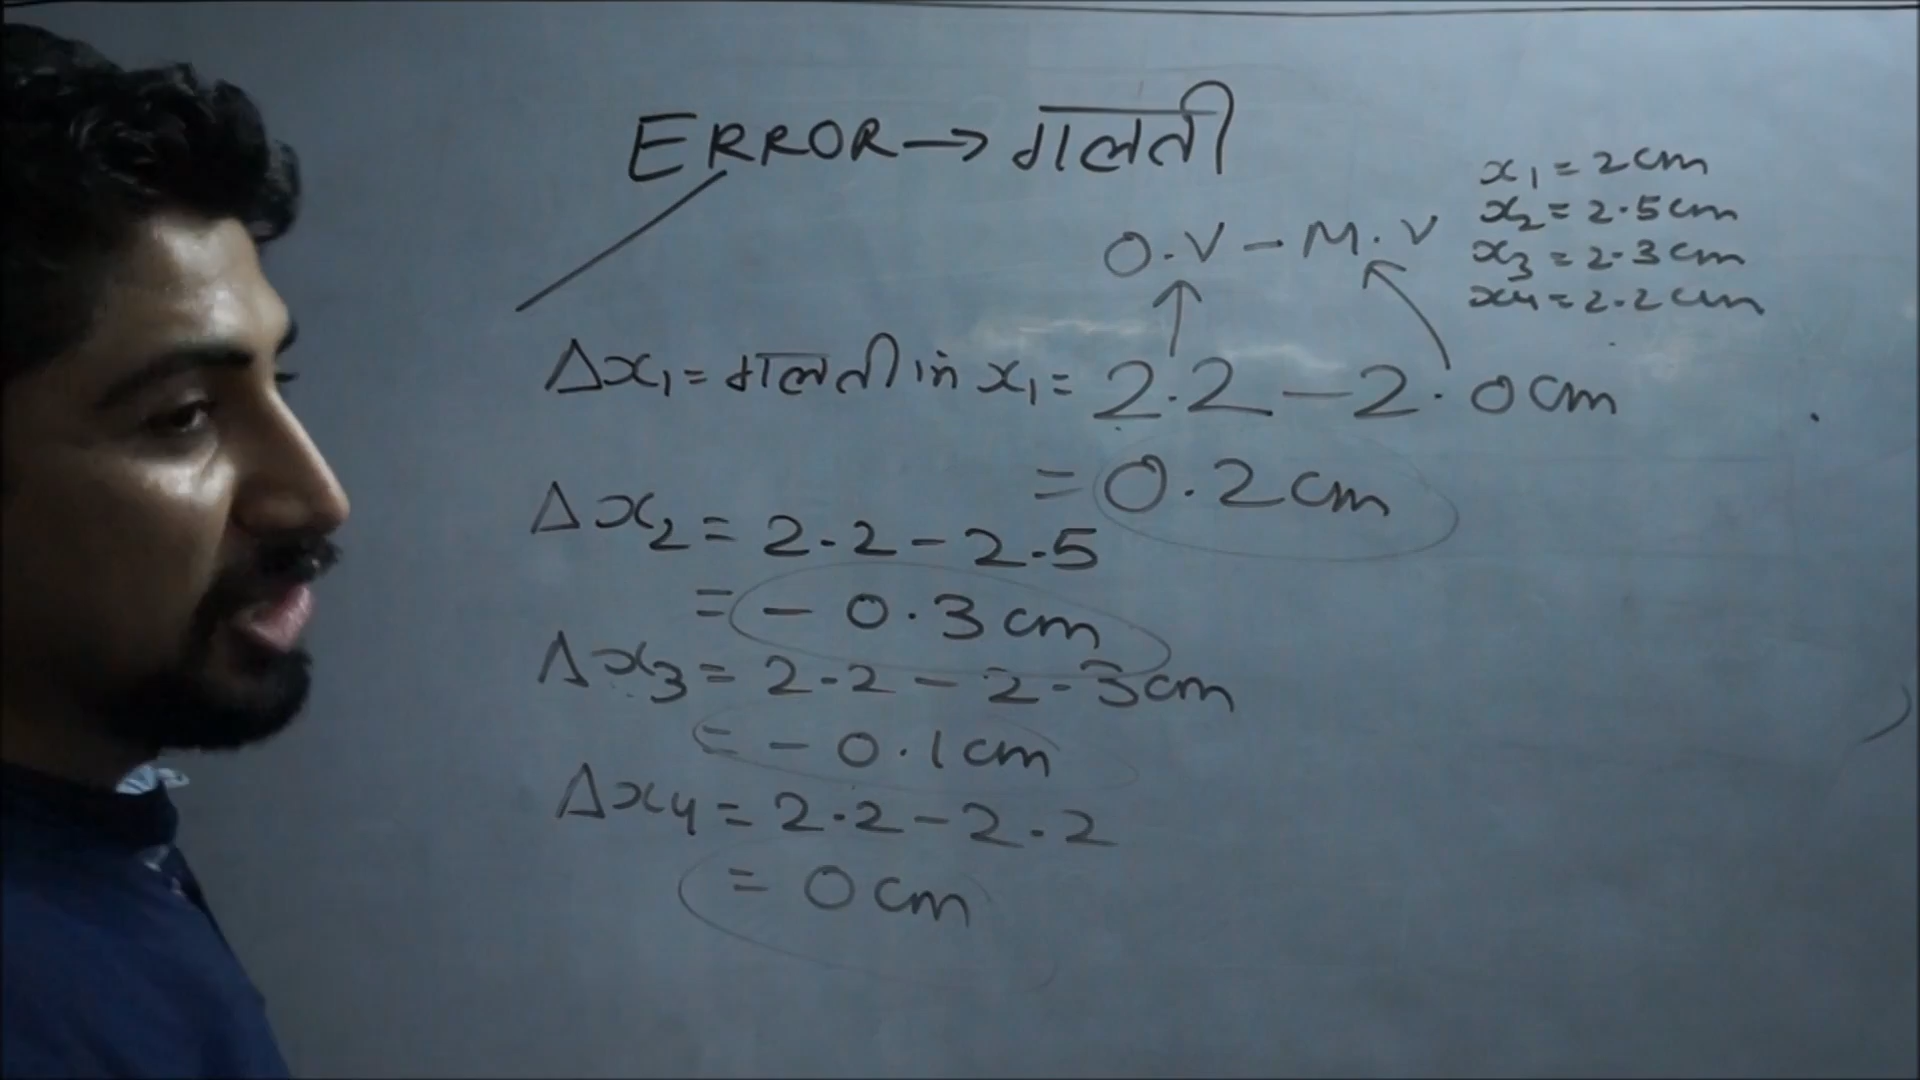 ERROR → गलती
x₁ = 2cm
x₂ = 2.5cm
x₃ = 2.3cm
x₄ = 2.2cm
O.V – M.V
Δx₁ = गलती in x₁ = 2.2 – 2.0cm
= 0.2cm
Δx₂ = 2.2 – 2.5
= – 0.3cm
Δx₃ = 2.2 – 2.3cm
= – 0.1cm
Δx₄ = 2.2 – 2.2
= 0cm